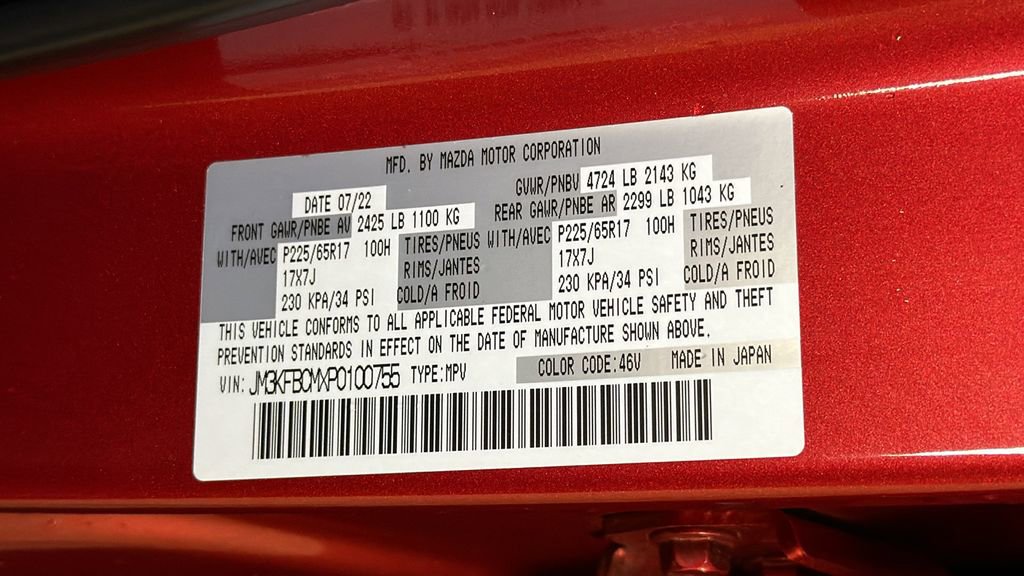 MFD. BY MAZDA MOTOR CORPORATION
DATE 07/22 GVWR/PNBV 4724 LB 2143 KG
FRONT GAWR/PNBE AV 2425 LB 1100 KG REAR GAWR/PNBE AR 2299 LB 1043 KG
WITH/AVEC P225/65R17 100H TIRES/PNEUS WITH/AVEC P225/65R17 100H TIRES/PNEUS
17X7J RIMS/JANTES 17X7J RIMS/JANTES
230 KPA/34 PSI COLD/A FROID 230 KPA/34 PSI COLD/A FROID
THIS VEHICLE CONFORMS TO ALL APPLICABLE FEDERAL MOTOR VEHICLE SAFETY AND THEFT
PREVENTION STANDARDS IN EFFECT ON THE DATE OF MANUFACTURE SHOWN ABOVE.
VIN: JM3KFBCMXP0100755 TYPE:MPV COLOR CODE:46V MADE IN JAPAN